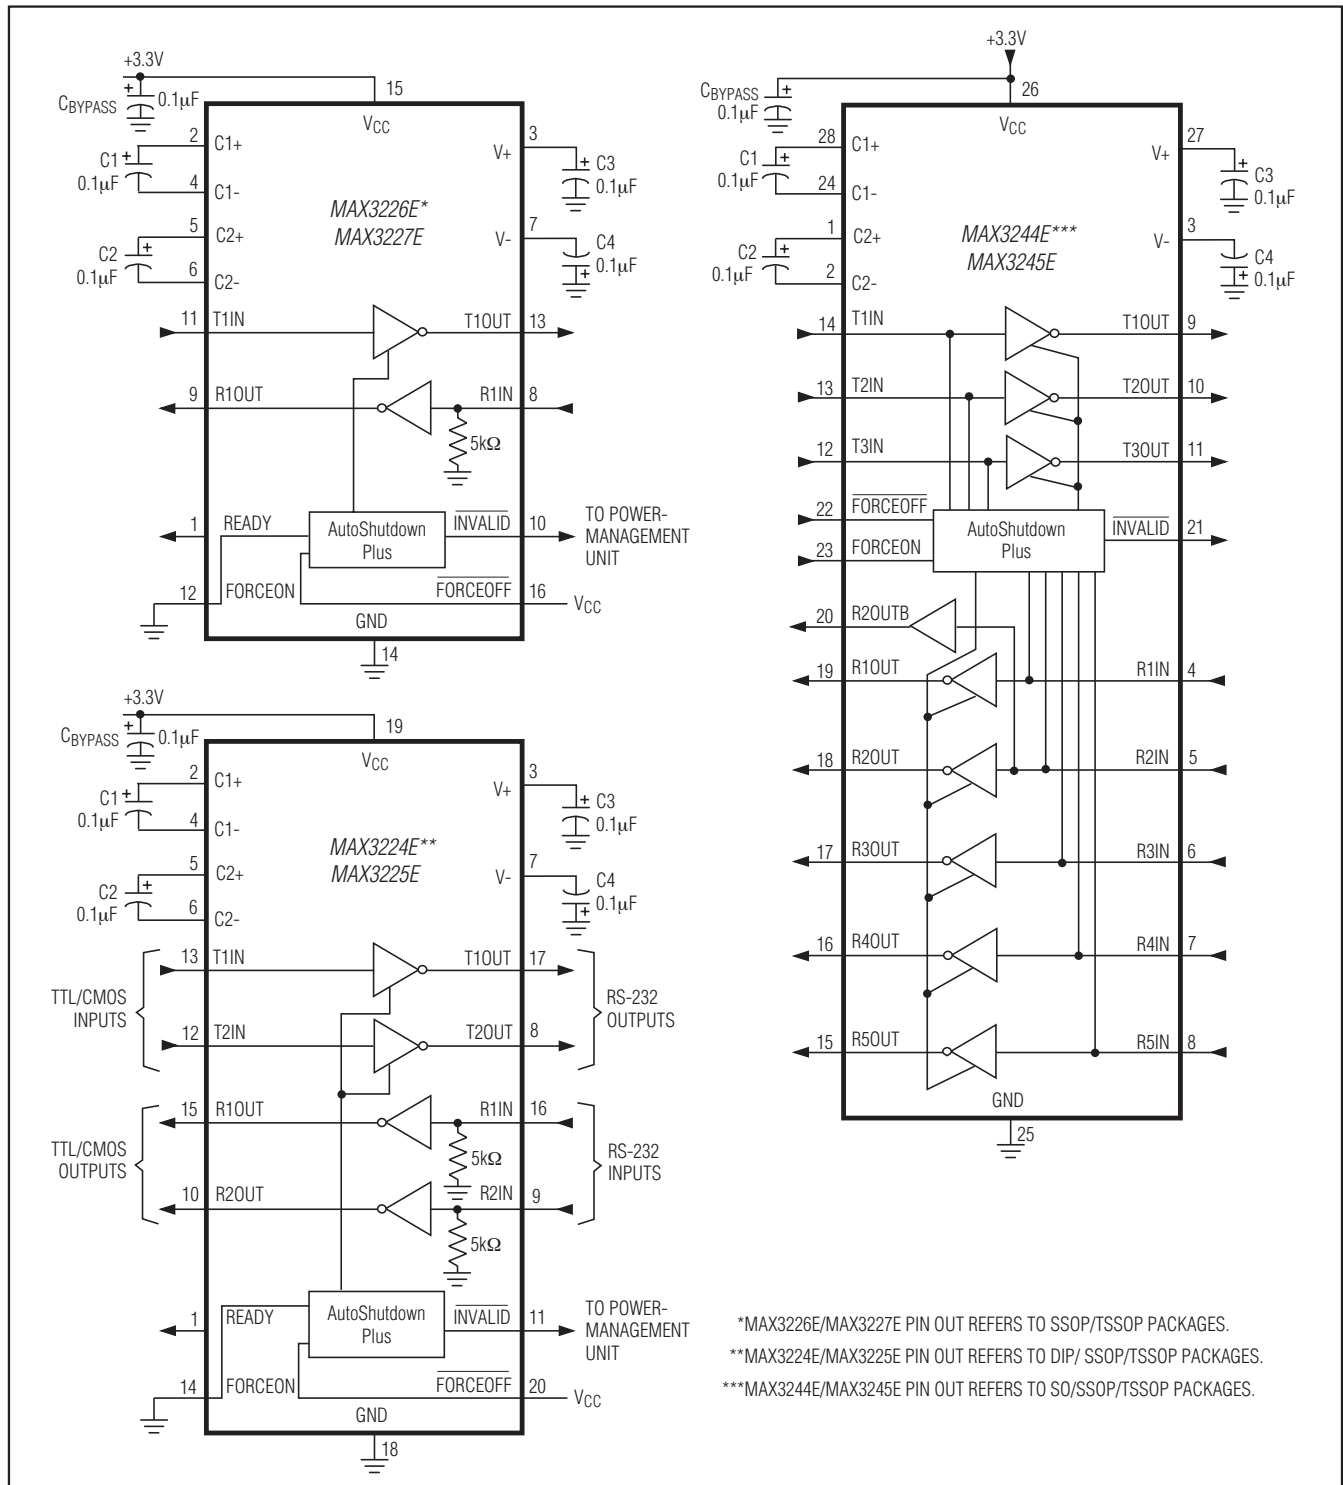 +3.3V
CBYPASS
+
0.1µF
15
VCC
2
C1+
C1
+
0.1µF
4
C1-
5
C2+
C2
+
0.1µF
6
C2-
3
V+
+
C3
0.1µF
7
V-
C4
+
0.1µF
MAX3226E*
MAX3227E
11
T1IN
T1OUT
13
9
R1OUT
R1IN
8
5kΩ
1
READY
AutoShutdown
Plus
INVALID
10
TO POWER-
MANAGEMENT
UNIT
12
FORCEON
FORCEOFF
16
VCC
GND
14
+3.3V
CBYPASS
+
0.1µF
19
VCC
2
C1+
C1
+
0.1µF
4
C1-
5
C2+
C2
+
0.1µF
6
C2-
3
V+
+
C3
0.1µF
7
V-
C4
+
0.1µF
MAX3224E**
MAX3225E
TTL/CMOS
INPUTS
13
T1IN
T1OUT
17
12
T2IN
T2OUT
8
RS-232
OUTPUTS
TTL/CMOS
OUTPUTS
15
R1OUT
R1IN
16
5kΩ
10
R2OUT
R2IN
9
5kΩ
RS-232
INPUTS
1
READY
AutoShutdown
Plus
INVALID
11
TO POWER-
MANAGEMENT
UNIT
14
FORCEON
FORCEOFF
20
VCC
GND
18
+3.3V
CBYPASS
+
0.1µF
26
VCC
28
C1+
C1
+
0.1µF
24
C1-
1
C2+
C2
+
0.1µF
2
C2-
27
V+
+
C3
0.1µF
3
V-
C4
+
0.1µF
MAX3244E***
MAX3245E
14
T1IN
T1OUT
9
13
T2IN
T2OUT
10
12
T3IN
T3OUT
11
22
FORCEOFF
23
FORCEON
AutoShutdown
Plus
INVALID
21
20
R2OUTB
19
R1OUT
R1IN
4
18
R2OUT
R2IN
5
17
R3OUT
R3IN
6
16
R4OUT
R4IN
7
15
R5OUT
R5IN
8
GND
25
*MAX3226E/MAX3227E PIN OUT REFERS TO SSOP/TSSOP PACKAGES.
**MAX3224E/MAX3225E PIN OUT REFERS TO DIP/ SSOP/TSSOP PACKAGES.
***MAX3244E/MAX3245E PIN OUT REFERS TO SO/SSOP/TSSOP PACKAGES.